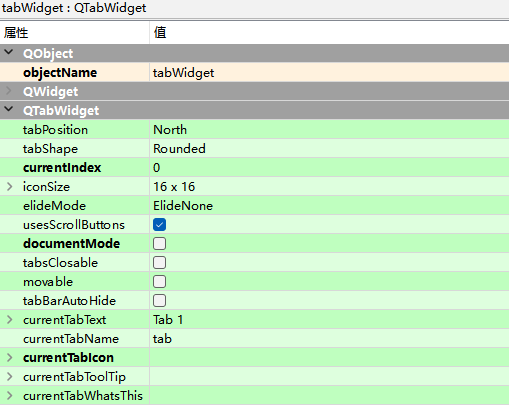 tabWidget : QTabWidget
属性 值
QObject
objectName tabWidget
QWidget
QTabWidget
tabPosition North
tabShape Rounded
currentIndex 0
iconSize 16 x 16
elideMode ElideNone
usesScrollButtons
documentMode
tabsClosable
movable
tabBarAutoHide
currentTabText Tab 1
currentTabName tab
currentTabIcon
currentTabToolTip
currentTabWhatsThis